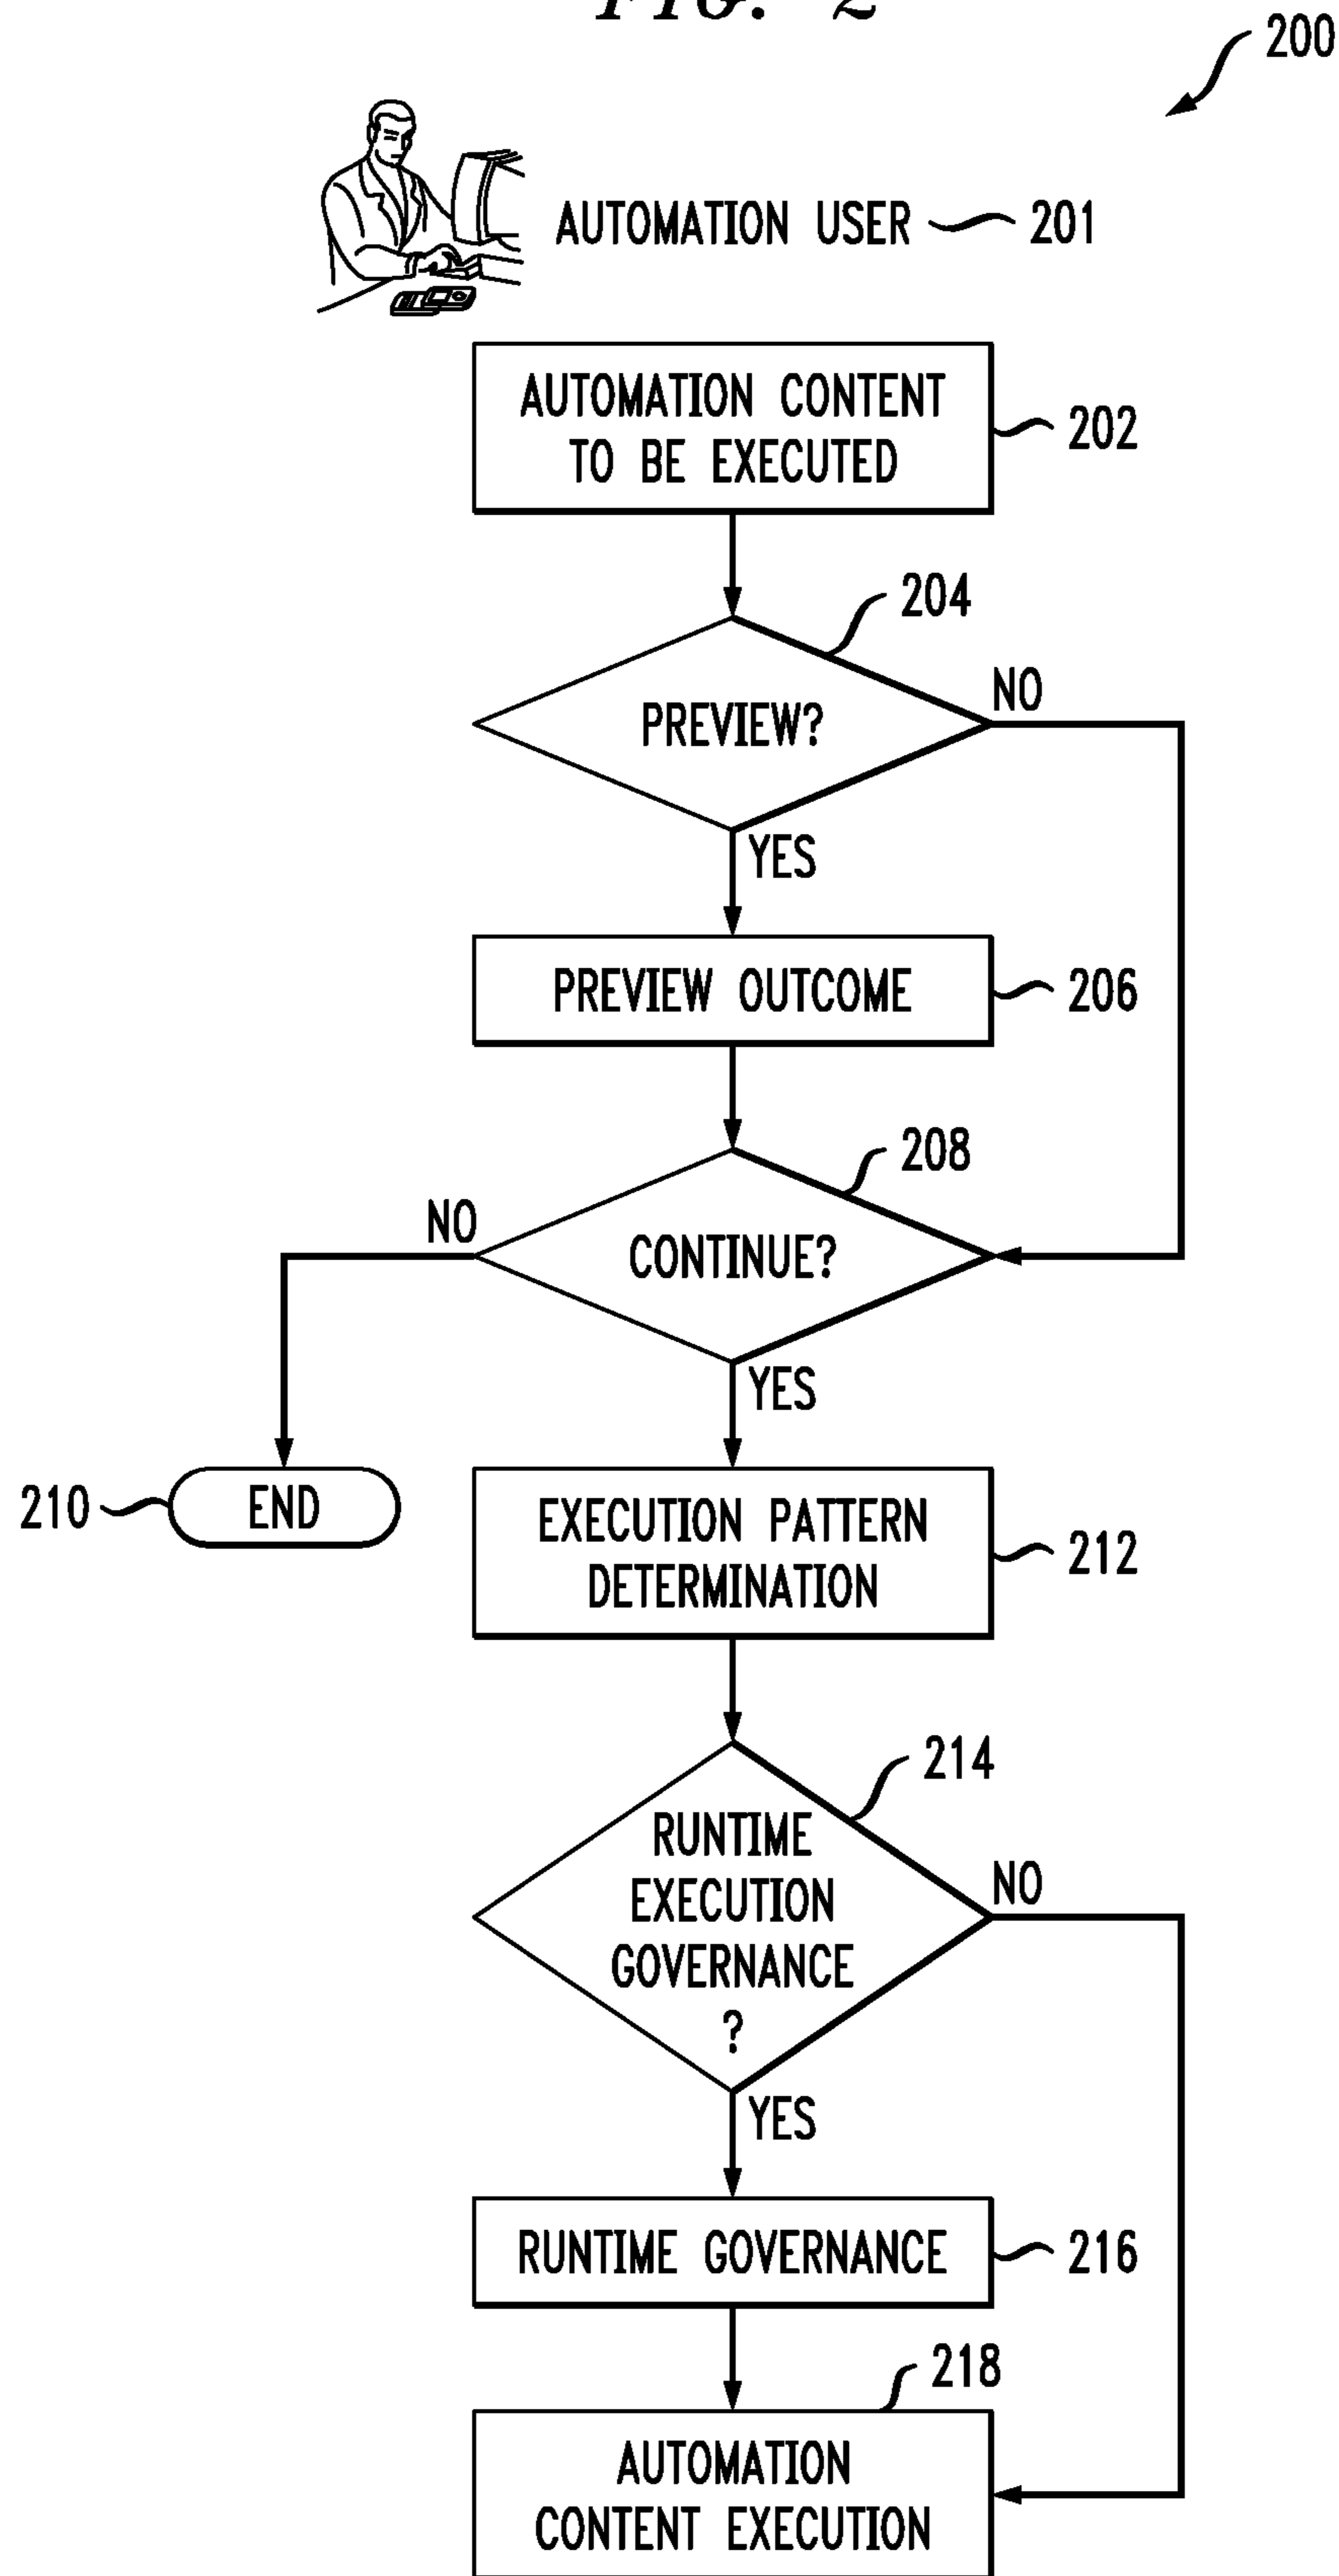 FIG. 2
200
AUTOMATION USER 201
AUTOMATION CONTENT
TO BE EXECUTED
202
204
PREVIEW?
NO
YES
PREVIEW OUTCOME
206
208
NO
CONTINUE?
YES
210
END
EXECUTION PATTERN
DETERMINATION
212
214
RUNTIME
EXECUTION
GOVERNANCE
?
NO
YES
RUNTIME GOVERNANCE
216
218
AUTOMATION
CONTENT EXECUTION